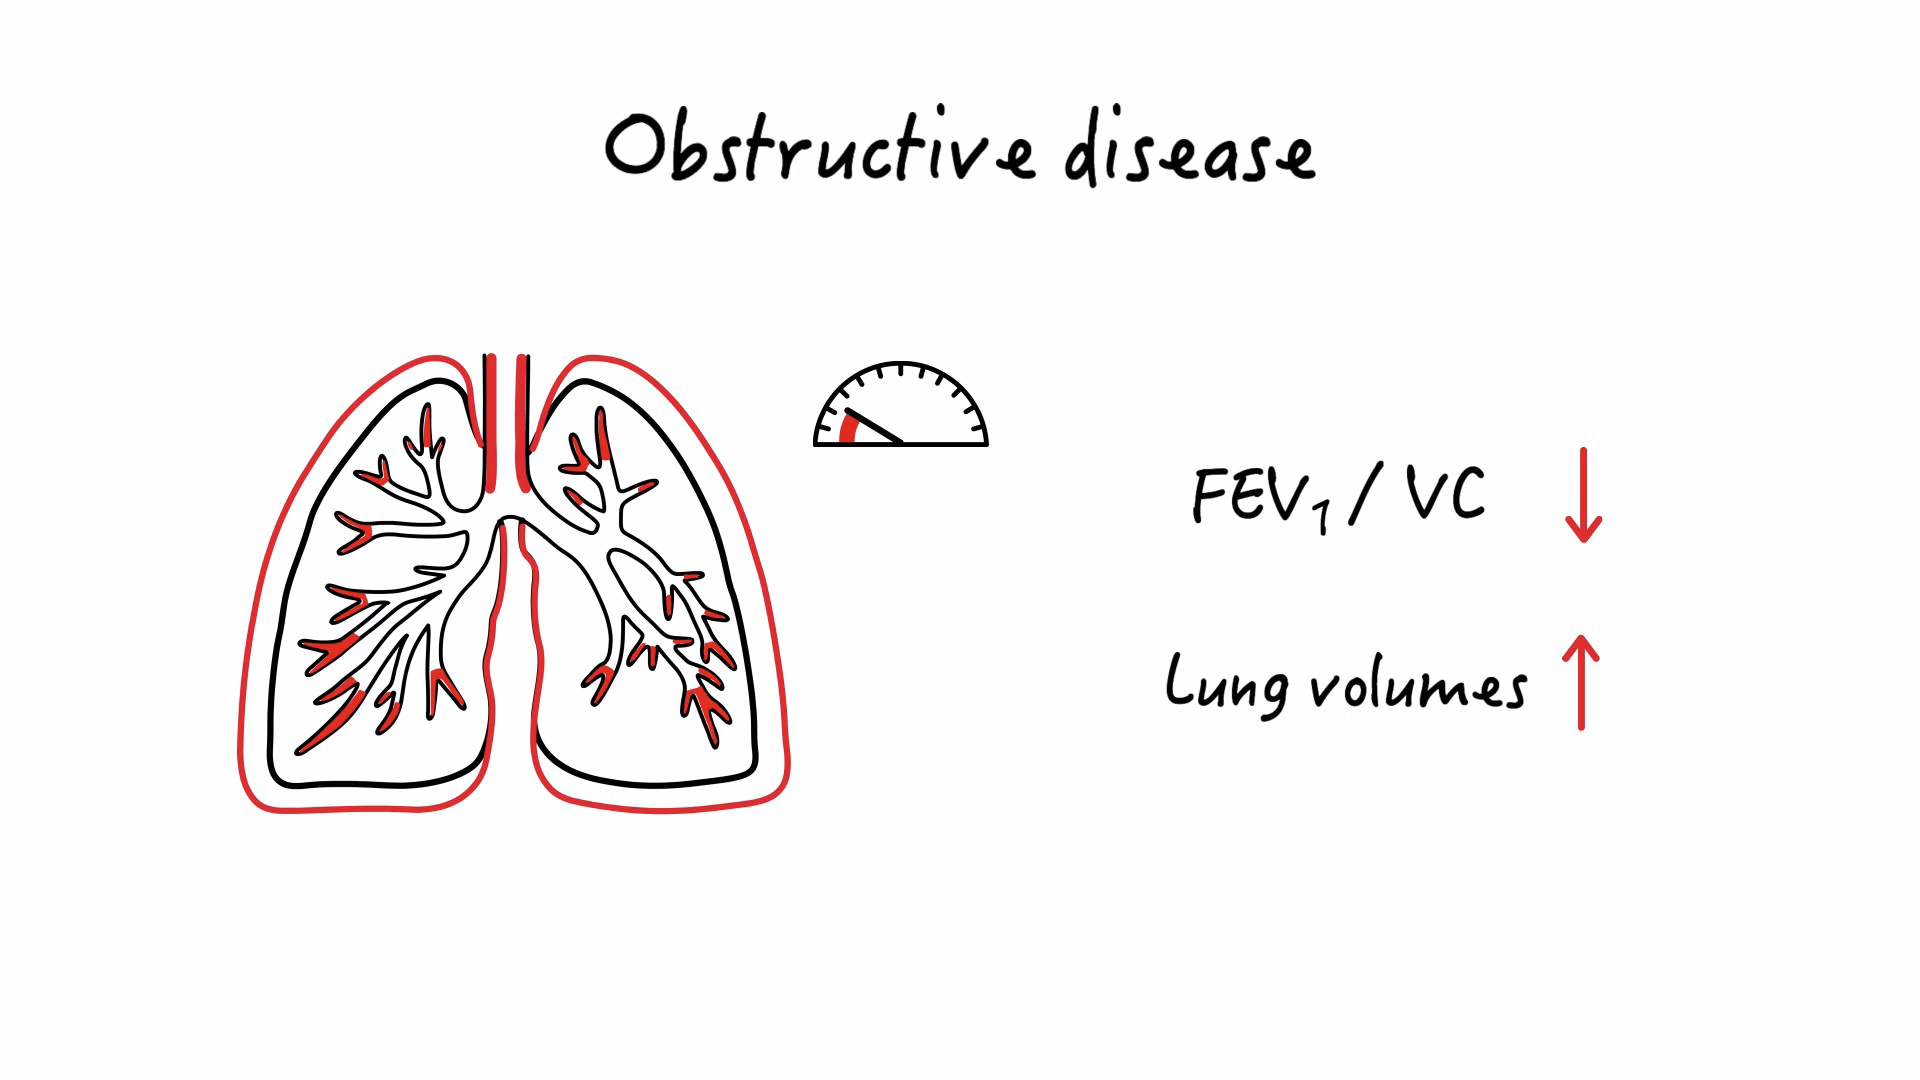 Obstructive disease
FEV₁ / VC ↓
Lung volumes ↑